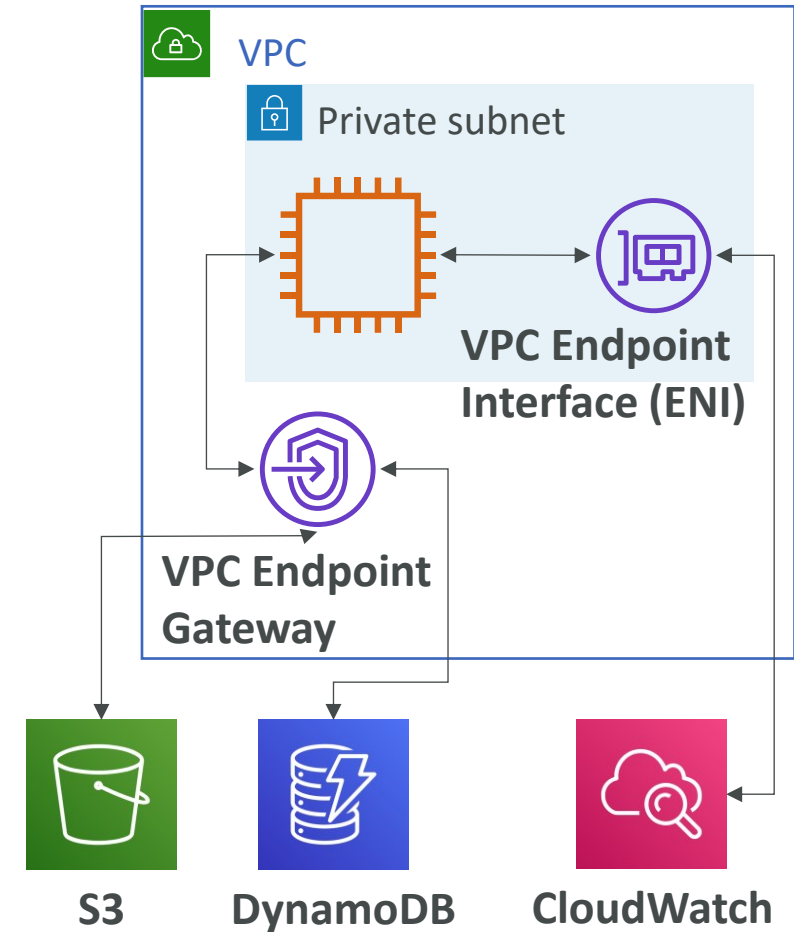 VPC
Private subnet
VPC Endpoint
Interface (ENI)
VPC Endpoint
Gateway
S3
DynamoDB
CloudWatch